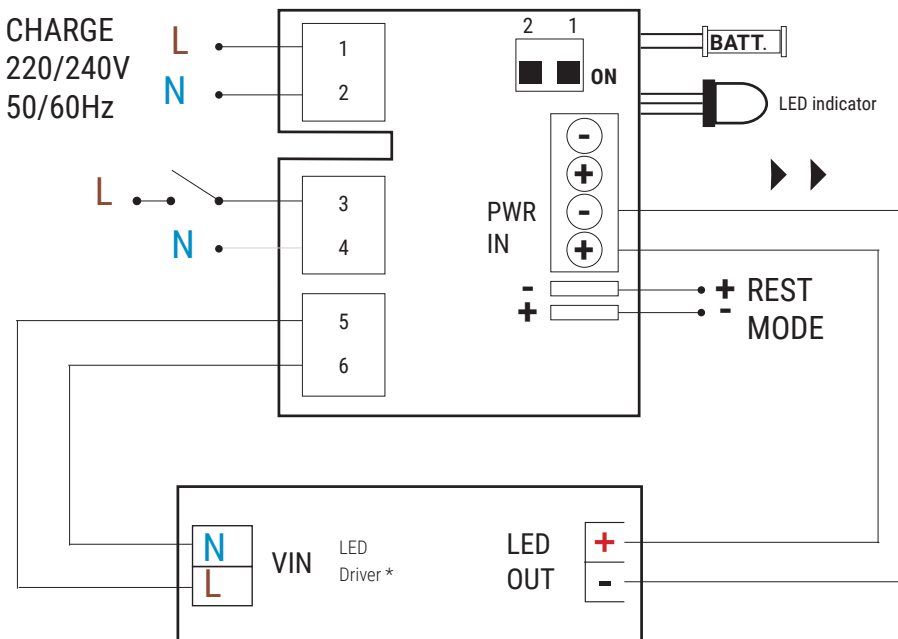 CHARGE
220/240V
50/60Hz
L
N
1
2
2 1
ON
BATT.
LED indicator
L
N
3
4
-
+
-
+
PWR
IN
-
+
+
-
REST
MODE
5
6
N
L
VIN
LED
Driver *
LED
OUT
+
-